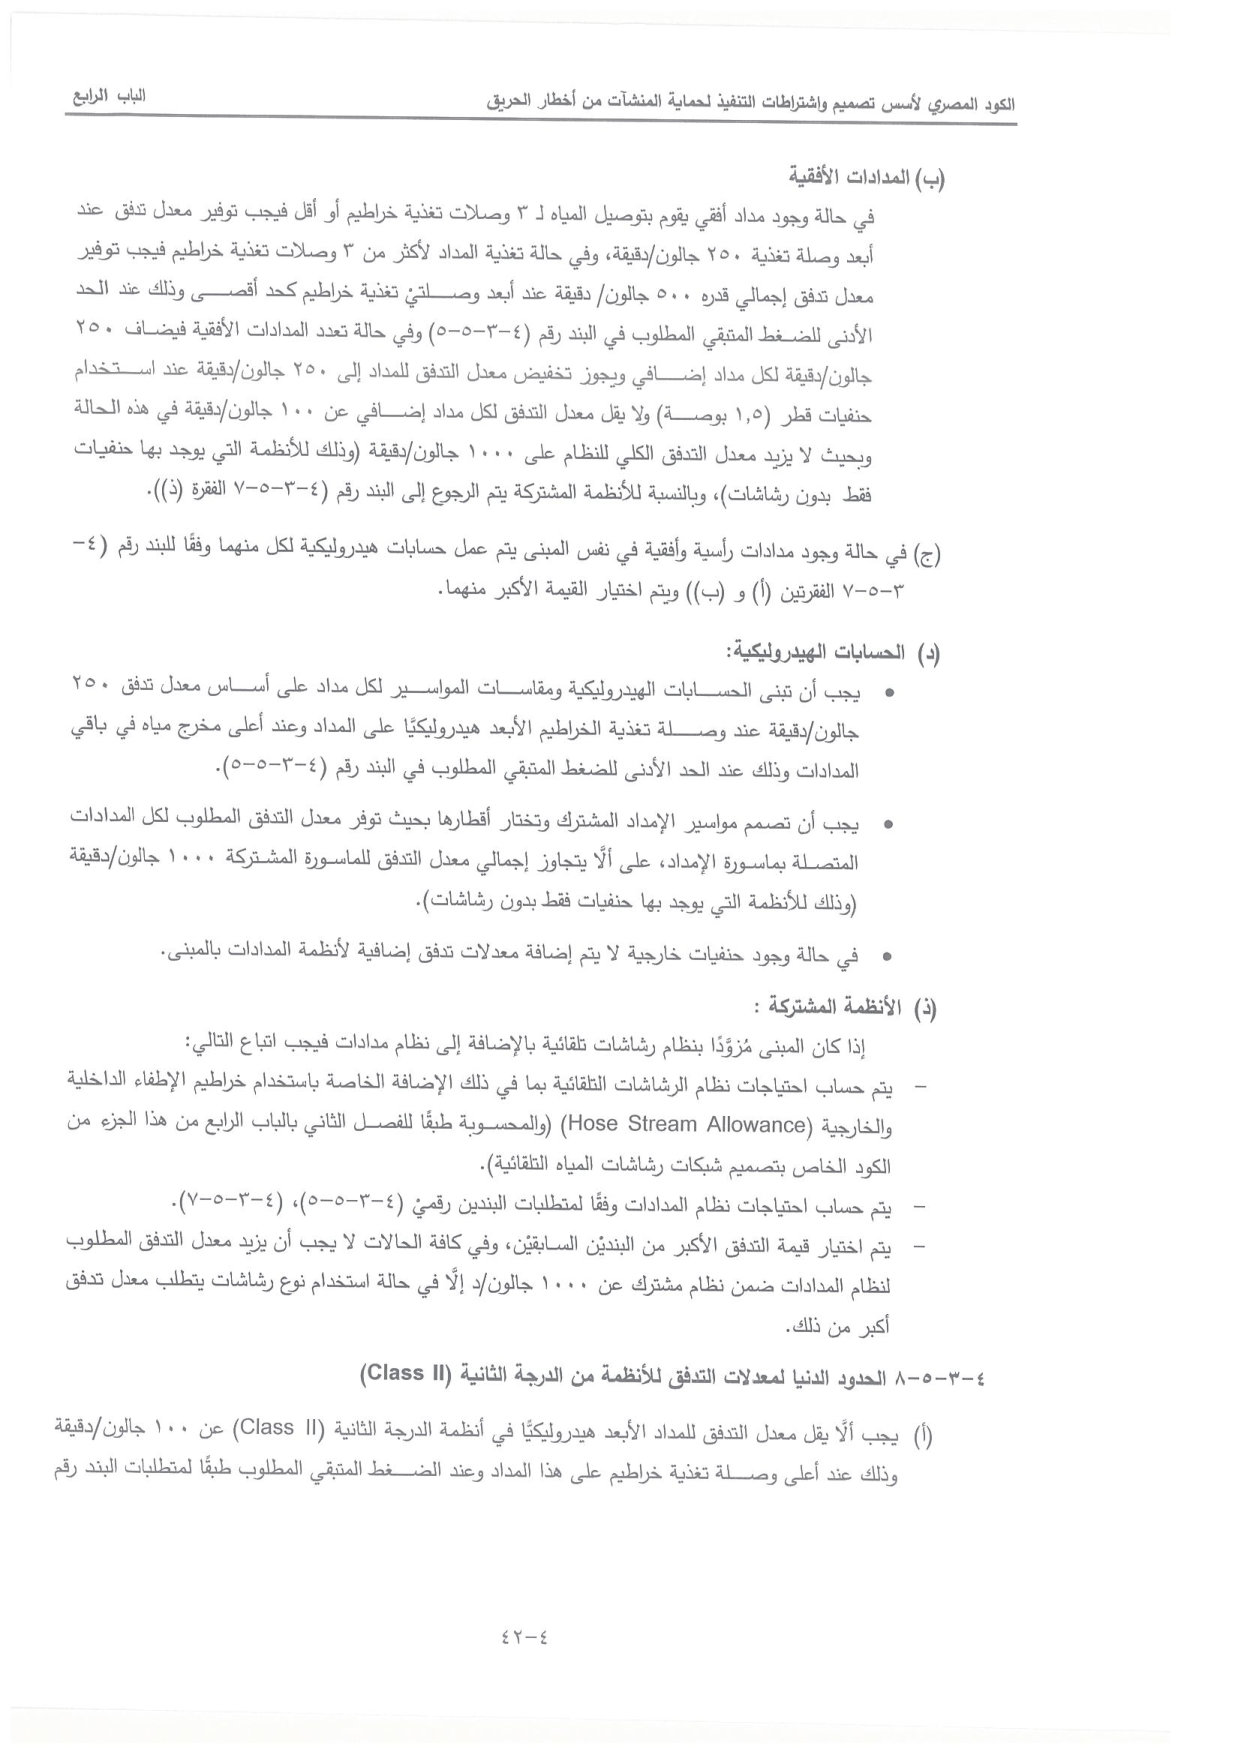 الكود المصري لأسس تصميم وإشتراطات التنفيذ لحماية المنشآت من أخطار الحريق
الباب الرابع
(ب) المدادات الأفقية
في حالة وجود مداد أفقي يقوم بتوصيل المياه لـ ٣ وصلات تغذية خراطيم أو أقل فيجب توفير معدل تدفق عند
أبعد وصلة تغذية ٢٥٠ جالون/دقيقة، وفي حالة تغذية المداد لأكثر من ٣ وصلات تغذية خراطيم فيجب توفير
معدل تدفق إجمالي قدره ٥٠٠ جالون/ دقيقة عند أبعد وصلتيْ تغذية خراطيم كحد أقصى وذلك عند الحد
الأدنى للضغط المتبقي المطلوب في البند رقم (٤-٣-٥-٥) وفي حالة تعدد المدادات الأفقية فيضاف ٢٥٠
جالون/دقيقة لكل مداد إضافي ويجوز تخفيض معدل التدفق للمداد إلى ٢٥٠ جالون/دقيقة عند استخدام
حنفيات قطر (١,٥ بوصة) ولا يقل معدل التدفق لكل مداد إضافي عن ١٠٠ جالون/دقيقة في هذه الحالة
وبحيث لا يزيد معدل التدفق الكلي للنظام على ١٠٠٠ جالون/دقيقة (وذلك للأنظمة التي يوجد بها حنفيات
فقط بدون رشاشات)، وبالنسبة للأنظمة المشتركة يتم الرجوع إلى البند رقم (٤-٣-٥-٧ الفقرة (ذ)).
(ج) في حالة وجود مدادات رأسية وأفقية في نفس المبنى يتم عمل حسابات هيدروليكية لكل منهما وفقًا للبند رقم (٤-
٣-٥-٧ الفقرتين (أ) و (ب)) ويتم اختيار القيمة الأكبر منهما.
(د) الحسابات الهيدروليكية:
• يجب أن تبنى الحسابات الهيدروليكية ومقاسات المواسير لكل مداد على أساس معدل تدفق ٢٥٠
جالون/دقيقة عند وصلة تغذية الخراطيم الأبعد هيدروليكيًا على المداد وعند أعلى مخرج مياه في باقي
المدادات وذلك عند الحد الأدنى للضغط المتبقي المطلوب في البند رقم (٤-٣-٥-٥).
• يجب أن تصمم مواسير الإمداد المشترك وتختار أقطارها بحيث توفر معدل التدفق المطلوب لكل المدادات
المتصلة بماسورة الإمداد، على ألَّا يتجاوز إجمالي معدل التدفق للماسورة المشتركة ١٠٠٠ جالون/دقيقة
(وذلك للأنظمة التي يوجد بها حنفيات فقط بدون رشاشات).
• في حالة وجود حنفيات خارجية لا يتم إضافة معدلات تدفق إضافية لأنظمة المدادات بالمبنى.
(ذ) الأنظمة المشتركة :
إذا كان المبنى مُزوَّدًا بنظام رشاشات تلقائية بالإضافة إلى نظام مدادات فيجب اتباع التالي:
– يتم حساب احتياجات نظام الرشاشات التلقائية بما في ذلك الإضافة الخاصة باستخدام خراطيم الإطفاء الداخلية
والخارجية (Hose Stream Allowance) (والمحسوبة طبقًا للفصل الثاني بالباب الرابع من هذا الجزء من
الكود الخاص بتصميم شبكات رشاشات المياه التلقائية).
– يتم حساب احتياجات نظام المدادات وفقًا لمتطلبات البندين رقميْ (٤-٣-٥-٥)، (٤-٣-٥-٧).
– يتم اختيار قيمة التدفق الأكبر من البنديْن السابقيْن، وفي كافة الحالات لا يجب أن يزيد معدل التدفق المطلوب
لنظام المدادات ضمن نظام مشترك عن ١٠٠٠ جالون/د إلَّا في حالة استخدام نوع رشاشات يتطلب معدل تدفق
أكبر من ذلك.
٤-٣-٥-٨ الحدود الدنيا لمعدلات التدفق للأنظمة من الدرجة الثانية (Class II)
(أ) يجب ألَّا يقل معدل التدفق للمداد الأبعد هيدروليكيًّا في أنظمة الدرجة الثانية (Class II) عن ١٠٠ جالون/دقيقة
وذلك عند أعلى وصلة تغذية خراطيم على هذا المداد وعند الضغط المتبقي المطلوب طبقًا لمتطلبات البند رقم
٤-٤٢